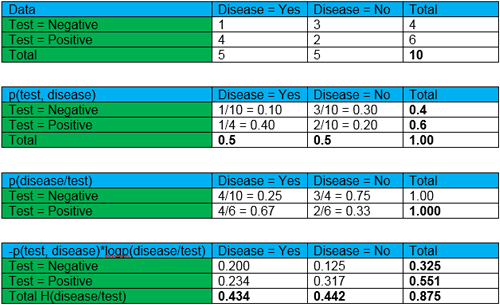 Data Disease = Yes Disease = No Total
Test = Negative 1 3 4
Test = Positive 4 2 6
Total 5 5 10
p(test, disease) Disease = Yes Disease = No Total
Test = Negative 1/10 = 0.10 3/10 = 0.30 0.4
Test = Positive 1/4 = 0.40 2/10 = 0.20 0.6
Total 0.5 0.5 1.00
p(disease/test) Disease = Yes Disease = No Total
Test = Negative 4/10 = 0.25 3/4 = 0.75 1.00
Test = Positive 4/6 = 0.67 2/6 = 0.33 1.000
-p(test, disease)*logp(disease/test) Disease = Yes Disease = No Total
Test = Negative 0.200 0.125 0.325
Test = Positive 0.234 0.317 0.551
Total H(disease/test) 0.434 0.442 0.875